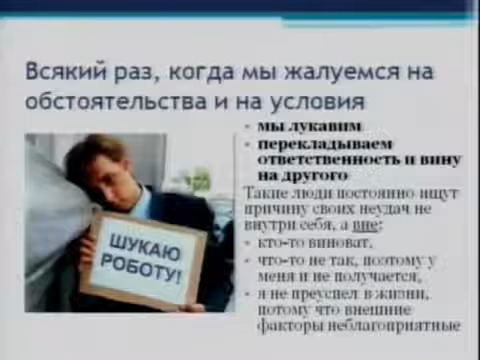 Всякий раз, когда мы жалуемся на
обстоятельства и на условия
мы лукавим
перекладываем
ответственность и вину
на другого
Такие люди постоянно ищут
причину своих неудач не
внутри себя, а вне:
кто-то виноват,
что-то не так, поэтому у
меня и не получается,
я не преуспел в жизни,
потому что внешние
факторы неблагоприятные
ШУКАЮ
РОБОТУ!